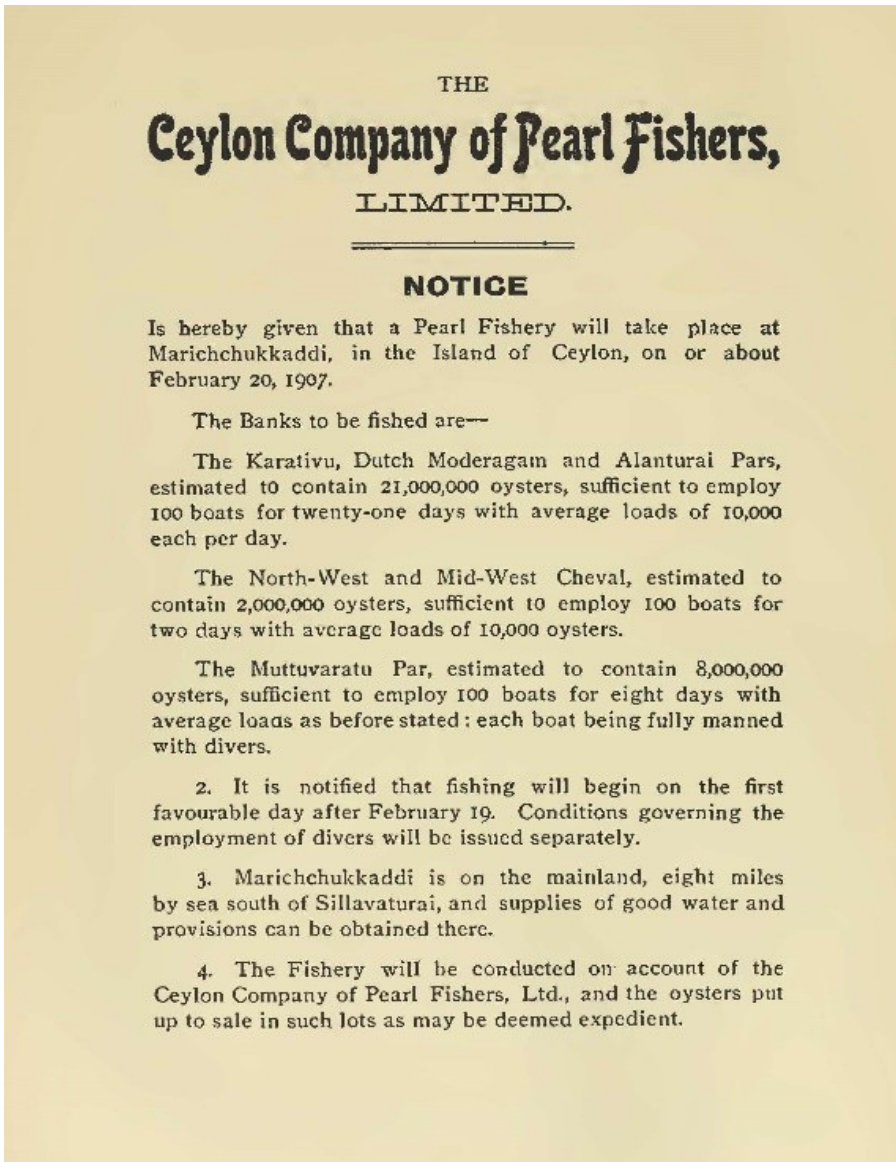 THE
Ceylon Company of Pearl Fishers,
LIMITED.
NOTICE
Is hereby given that a Pearl Fishery will take place at
Marichchukkaddi, in the Island of Ceylon, on or about
February 20, 1907.
The Banks to be fished are—
The Karativu, Dutch Moderagam and Alanturai Pars,
estimated to contain 21,000,000 oysters, sufficient to employ
100 boats for twenty-one days with average loads of 10,000
each per day.
The North-West and Mid-West Cheval, estimated to
contain 2,000,000 oysters, sufficient to employ 100 boats for
two days with average loads of 10,000 oysters.
The Muttuvaratu Par, estimated to contain 8,000,000
oysters, sufficient to employ 100 boats for eight days with
average loads as before stated : each boat being fully manned
with divers.
2. It is notified that fishing will begin on the first
favourable day after February 19. Conditions governing the
employment of divers will be issued separately.
3. Marichchukkaddi is on the mainland, eight miles
by sea south of Sillavaturai, and supplies of good water and
provisions can be obtained there.
4. The Fishery will be conducted on account of the
Ceylon Company of Pearl Fishers, Ltd., and the oysters put
up to sale in such lots as may be deemed expedient.